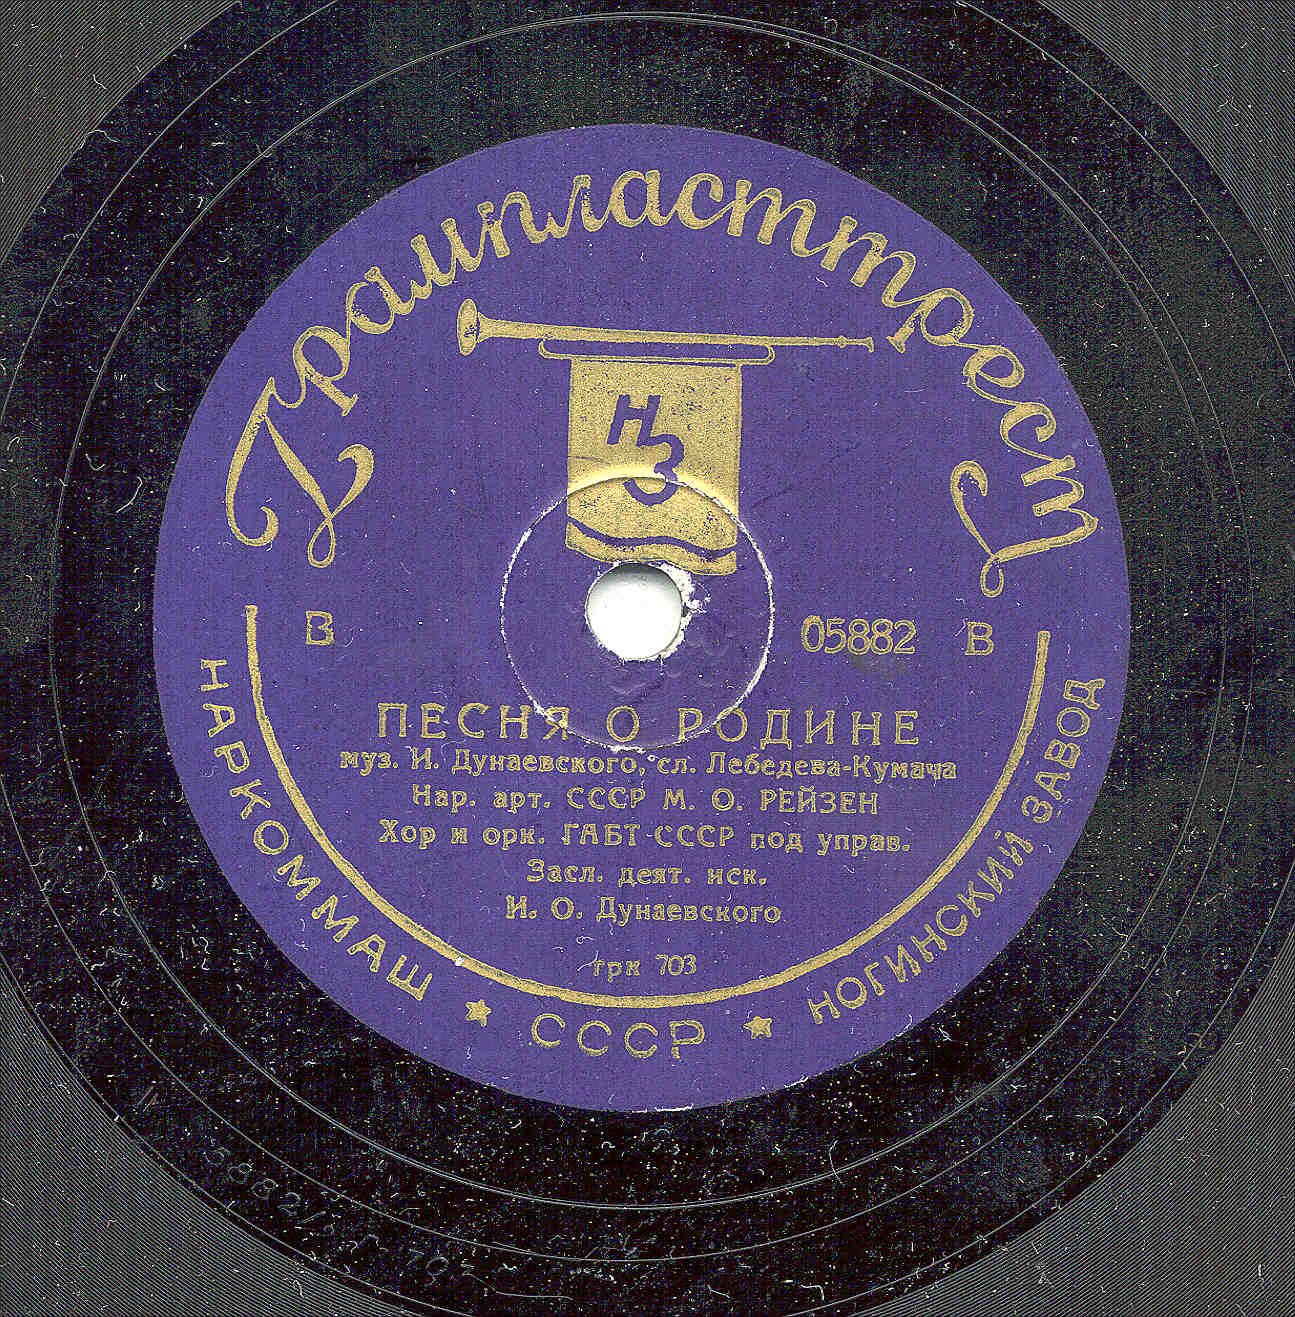 Грампласттрест
НЗ
В 05882 В
ПЕСНЯ О РОДИНЕ
муз. И. Дунаевского, сл. Лебедева-Кумача
Нар. арт. СССР М. О. РЕЙЗЕН
Хор и орк. ГАБТ СССР под управ.
Засл. деят. иск.
И. О. Дунаевского
грк 703
НАРКОММАШ ★ СССР ★ НОГИНСКИЙ ЗАВОД